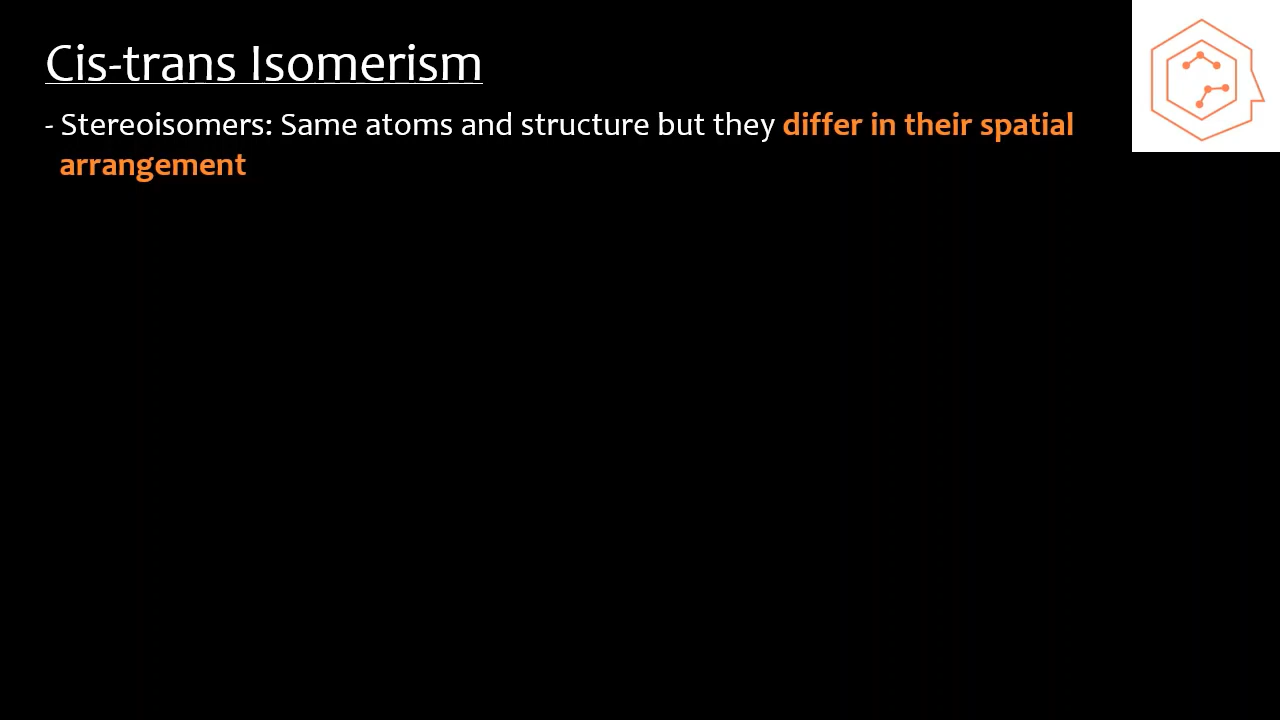 Cis-trans Isomerism
- Stereoisomers: Same atoms and structure but they differ in their spatial
arrangement